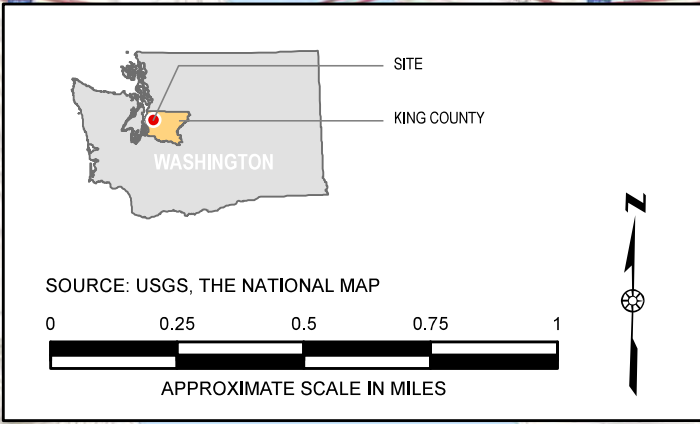 SITE
KING COUNTY
WASHINGTON
N
SOURCE: USGS, THE NATIONAL MAP
0 0.25 0.5 0.75 1
APPROXIMATE SCALE IN MILES